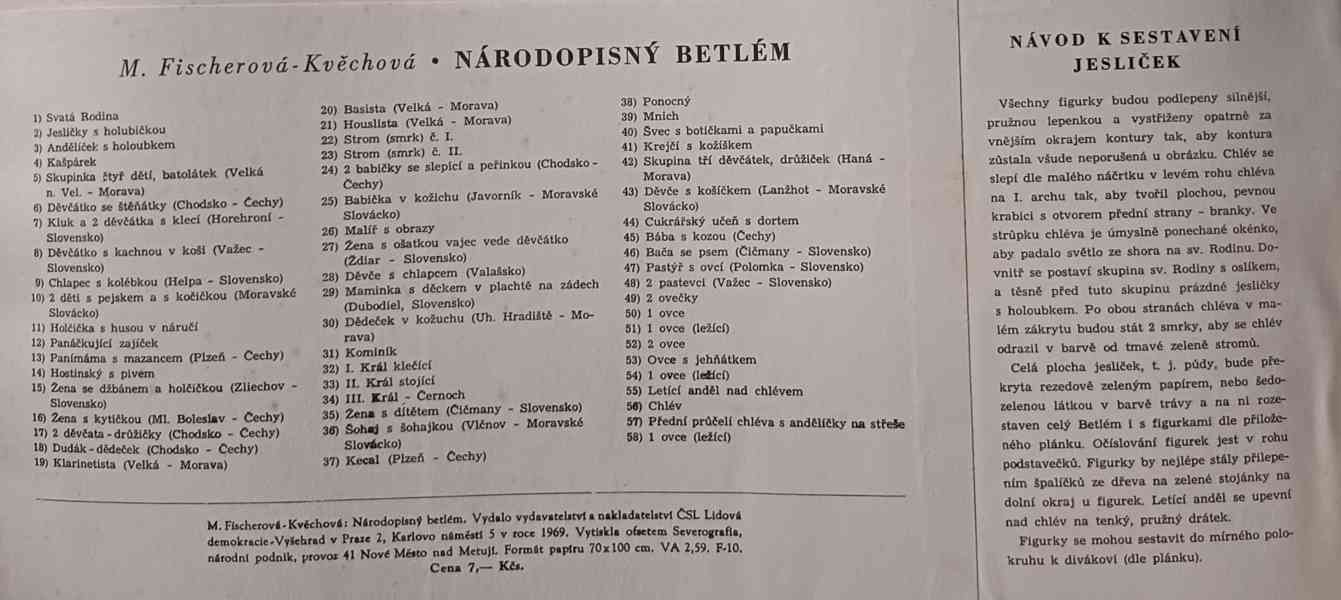 M. Fischerová-Kvěchová • NÁRODOPISNÝ BETLÉM
1) Svatá Rodina
2) Jesličky s holubičkou
3) Andělíček s holoubkem
4) Kašpárek
5) Skupinka čtyř dětí, batolátek (Velká
n. Vel. - Morava)
6) Děvčátko se štěňátky (Chodsko - Čechy)
7) Kluk a 2 děvčátka s klecí (Horehroní -
Slovensko)
8) Děvčátko s kachnou v koši (Važec -
Slovensko)
9) Chlapec s kolébkou (Helpa - Slovensko)
10) 2 děti s pejskem a s kočičkou (Moravské
Slovácko)
11) Holčička s husou v náručí
12) Panáčkující zajíček
13) Panímáma s mazancem (Plzeň - Čechy)
14) Hostinský s pivem
15) Žena se džbánem a holčičkou (Zliechov -
Slovensko)
16) Žena s kytičkou (Ml. Boleslav - Čechy)
17) 2 děvčata-družičky (Chodsko - Čechy)
18) Dudák-dědeček (Chodsko - Čechy)
19) Klarinetista (Velká - Morava)
20) Basista (Velká - Morava)
21) Houslista (Velká - Morava)
22) Strom (smrk) č. I.
23) Strom (smrk) č. II.
24) 2 babičky se slepicí a peřinkou (Chodsko -
Čechy)
25) Babička v kožichu (Javorník - Moravské
Slovácko)
26) Malíř s obrazy
27) Žena s ošatkou vajec vede děvčátko
(Ždiar - Slovensko)
28) Děvče s chlapcem (Valašsko)
29) Maminka s děckem v plachtě na zádech
(Dubodiel, Slovensko)
30) Dědeček v kožuchu (Uh. Hradiště - Mo-
rava)
31) Kominík
32) I. Král klečící
33) II. Král stojící
34) III. Král - Černoch
35) Žena s dítětem (Čičmany - Slovensko)
36) Šohaj s šohajkou (Vlčnov - Moravské
Slovácko)
37) Kecal (Plzeň - Čechy)
38) Ponocný
39) Mnich
40) Švec s botičkami a papučkami
41) Krejčí s kožíškem
42) Skupina tří děvčátek, družiček (Haná -
Morava)
43) Děvče s košíčkem (Lanžhot - Moravské
Slovácko)
44) Cukrářský učeň s dortem
45) Bába s kozou (Čechy)
46) Bača se psem (Čičmany - Slovensko)
47) Pastýř s ovcí (Polomka - Slovensko)
48) 2 pastevci (Važec - Slovensko)
49) 2 ovečky
50) 1 ovce
51) 1 ovce (ležící)
52) 2 ovce
53) Ovce s jehňátkem
54) 1 ovce (ležící)
55) Letící anděl nad chlévem
56) Chlév
57) Přední průčelí chléva s andělíčky na střeše
58) 1 ovce (ležící)
M. Fischerová-Kvěchová: Národopisný betlém. Vydalo vydavatelství a nakladatelství ČSL Lidová
demokracie-Vyšehrad v Praze 2, Karlovo náměstí 5 v roce 1969. Vytiskla ofsetem Severografia,
národní podnik, provoz 41 Nové Město nad Metují. Formát papíru 70x100 cm. VA 2,59. F-10.
Cena 7,— Kčs.
NÁVOD K SESTAVENÍ
JESLIČEK
Všechny figurky budou podlepeny silnější,
pružnou lepenkou a vystřiženy opatrně za
vnějším okrajem kontury tak, aby kontura
zůstala všude neporušená u obrázku. Chlév se
slepí dle malého náčrtku v levém rohu chléva
na I. archu tak, aby tvořil plochou, pevnou
krabici s otvorem přední strany - branky. Ve
strůpku chléva je úmyslně ponechané okénko,
aby padalo světlo ze shora na sv. Rodinu. Do-
vnitř se postaví skupina sv. Rodiny s oslíkem,
a těsně před tuto skupinu prázdné jesličky
s holoubkem. Po obou stranách chléva v ma-
lém zákrytu budou stát 2 smrky, aby se chlév
odrazil v barvě od tmavé zeleně stromů.
Celá plocha jesliček, t. j. půdy, bude pře-
kryta rezedově zeleným papírem, nebo šedo-
zelenou látkou v barvě trávy a na ni roze-
staven celý Betlém i s figurkami dle přilože-
ného plánku. Očíslování figurek jest v rohu
podstavečků. Figurky by nejlépe stály přilepe-
ním špalíčků ze dřeva na zelené stojánky na
dolní okraj u figurek. Letící anděl se upevní
nad chlév na tenký, pružný drátek.
Figurky se mohou sestavit do mírného polo-
kruhu k divákovi (dle plánku).